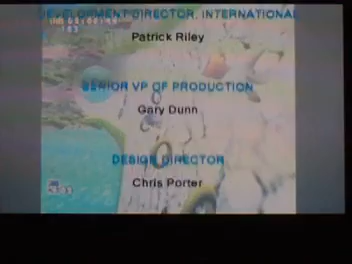 DEVELOPMENT DIRECTOR, INTERNATIONAL
Patrick Riley
SENIOR VP OF PRODUCTION
Gary Dunn
DESIGN DIRECTOR
Chris Porter